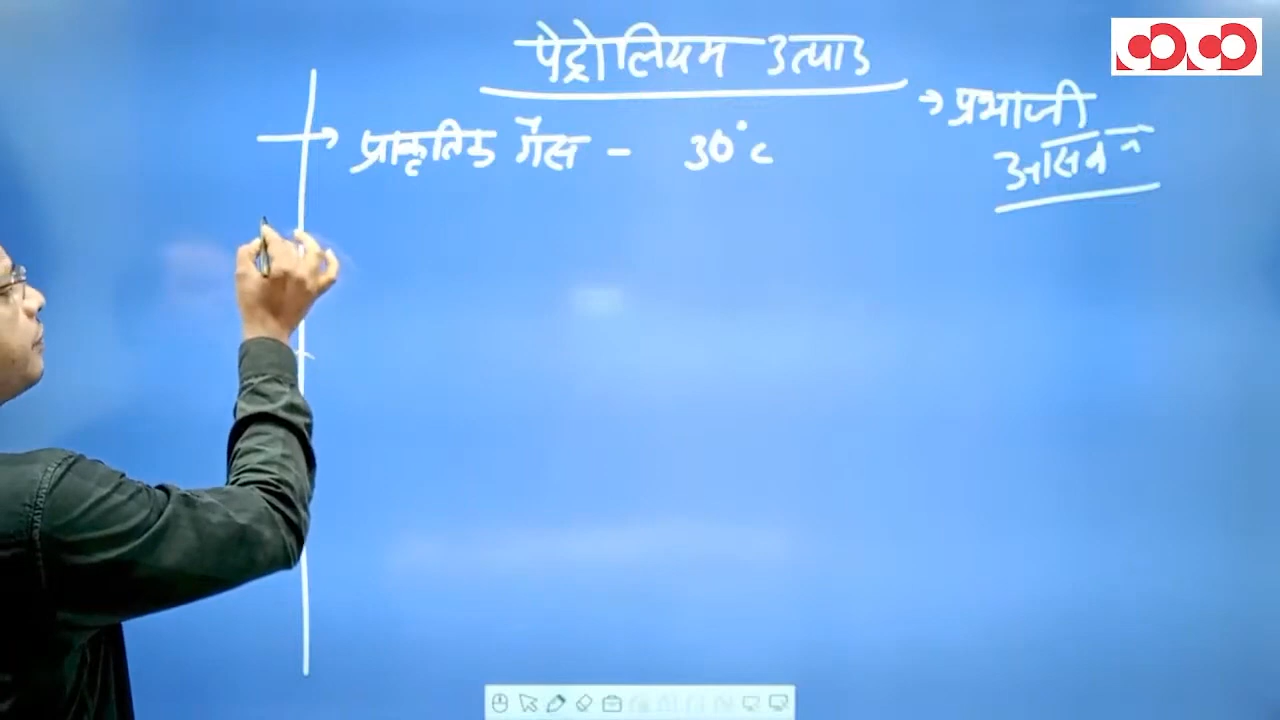 पेट्रोलियम उत्पाद
→ प्रभाजी
आसवन
→ प्राकृतिक गैस - 30°c